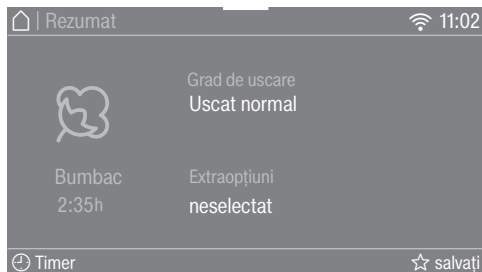 | Rezumat 11:02
Grad de uscare
Uscat normal
Bumbac
2:35h
Extraopțiuni
neselectat
Timer salvați